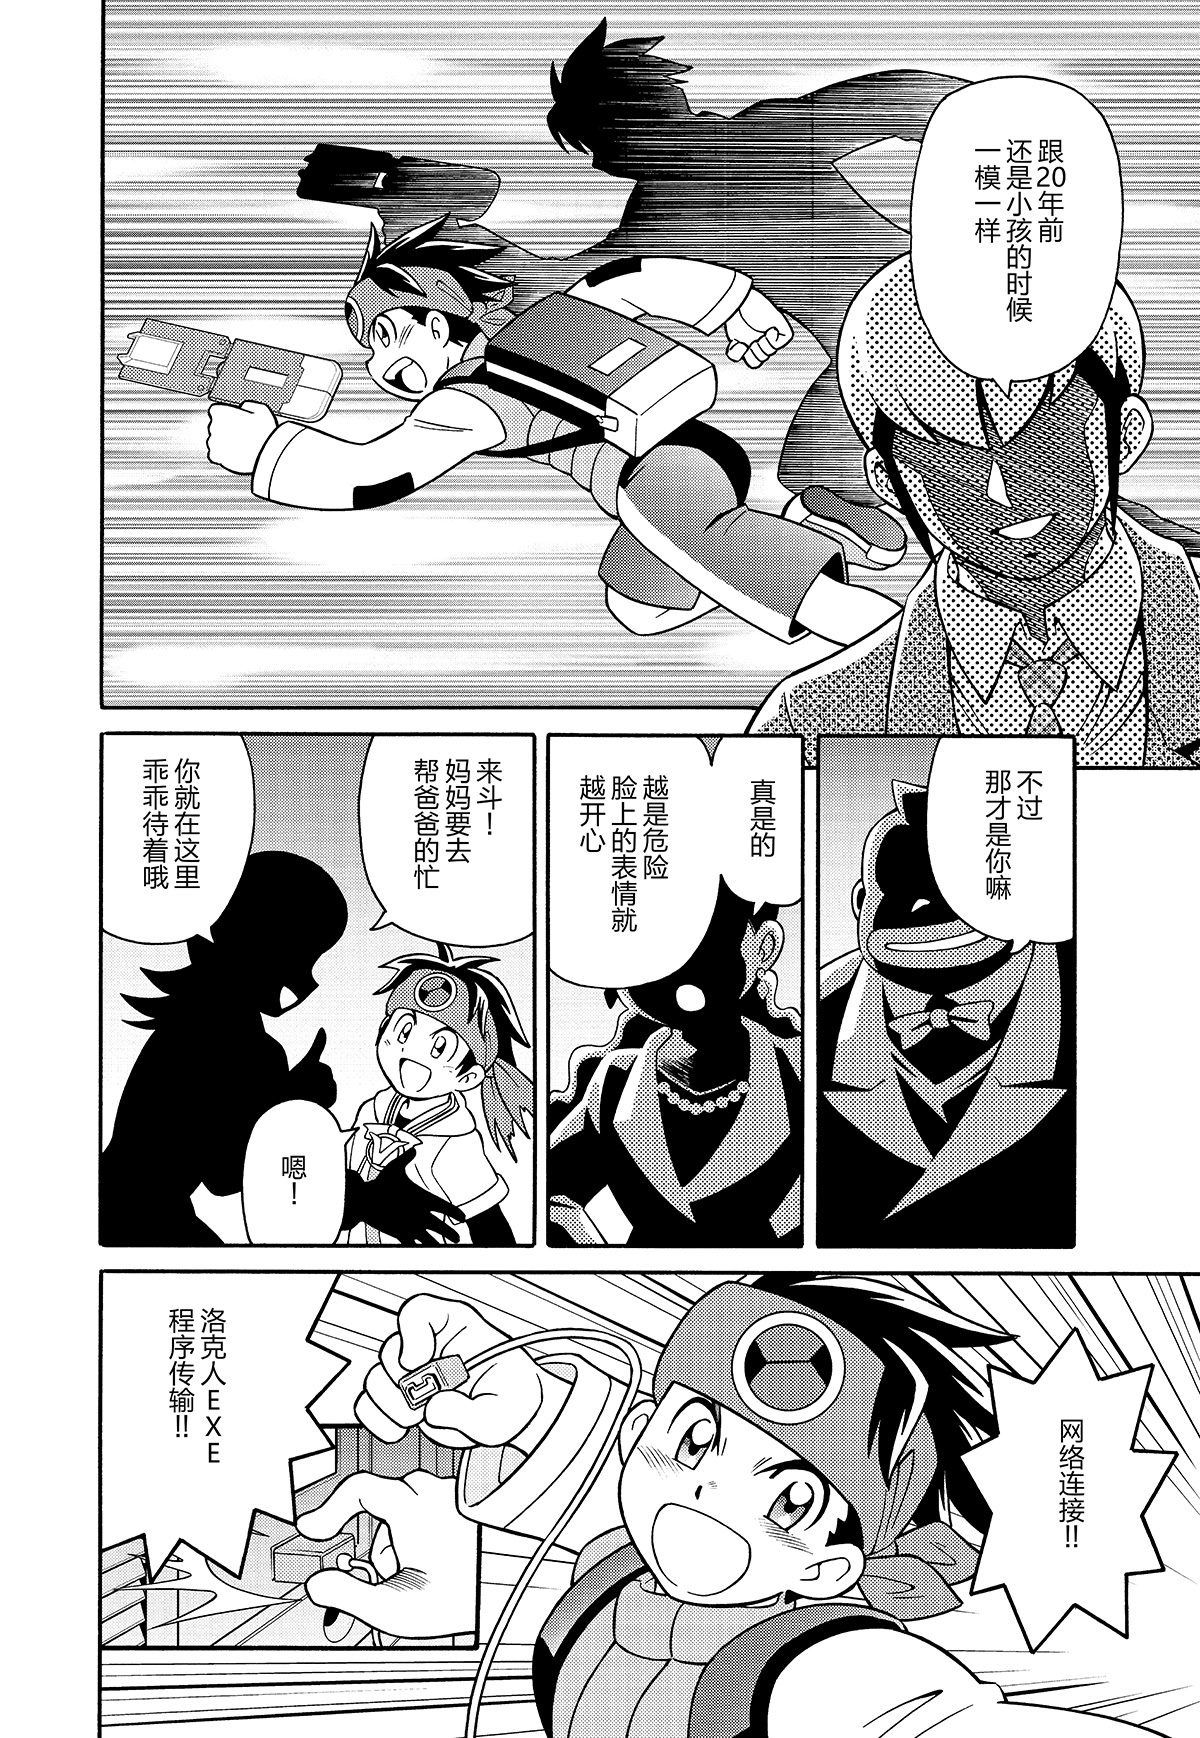 跟20年前
还是小孩的时候
一模一样
不过
那才是你嘛
真是的
越是危险
脸上的表情就
越开心
来斗！
妈妈要去
帮爸爸的忙
你就在这里
乖乖待着哦
嗯！
网络连接!!
洛克人EXE
程序传输!!